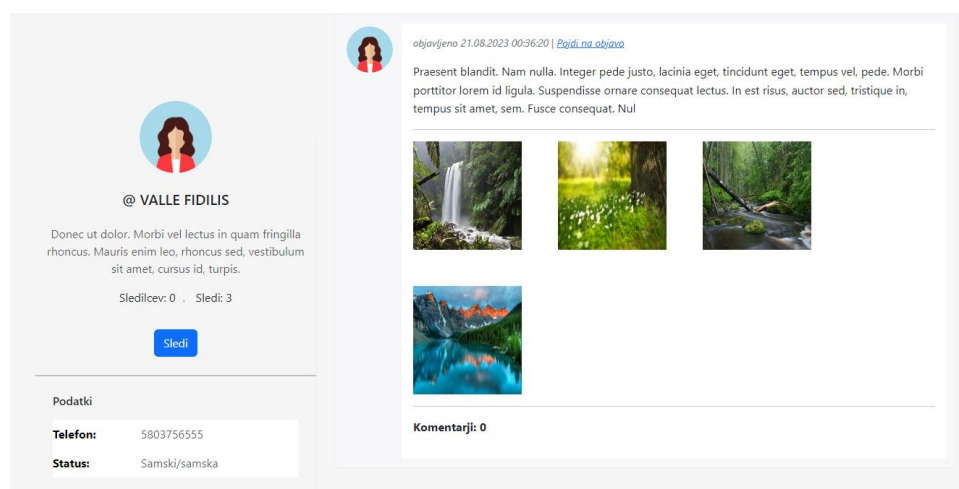 @ VALLE FIDILIS
Donec ut dolor. Morbi vel lectus in quam fringilla
rhoncus. Mauris enim leo, rhoncus sed, vestibulum
sit amet, cursus id, turpis.
Sledilcev: 0 . Sledi: 3
Sledi
Podatki
Telefon: 5803756555
Status: Samski/samska
objavljeno 21.08.2023 00:36:20 | Pojdi na objavo
Praesent blandit. Nam nulla. Integer pede justo, lacinia eget, tincidunt eget, tempus vel, pede. Morbi
porttitor lorem id ligula. Suspendisse ornare consequat lectus. In est risus, auctor sed, tristique in,
tempus sit amet, sem. Fusce consequat. Nul
Komentarji: 0